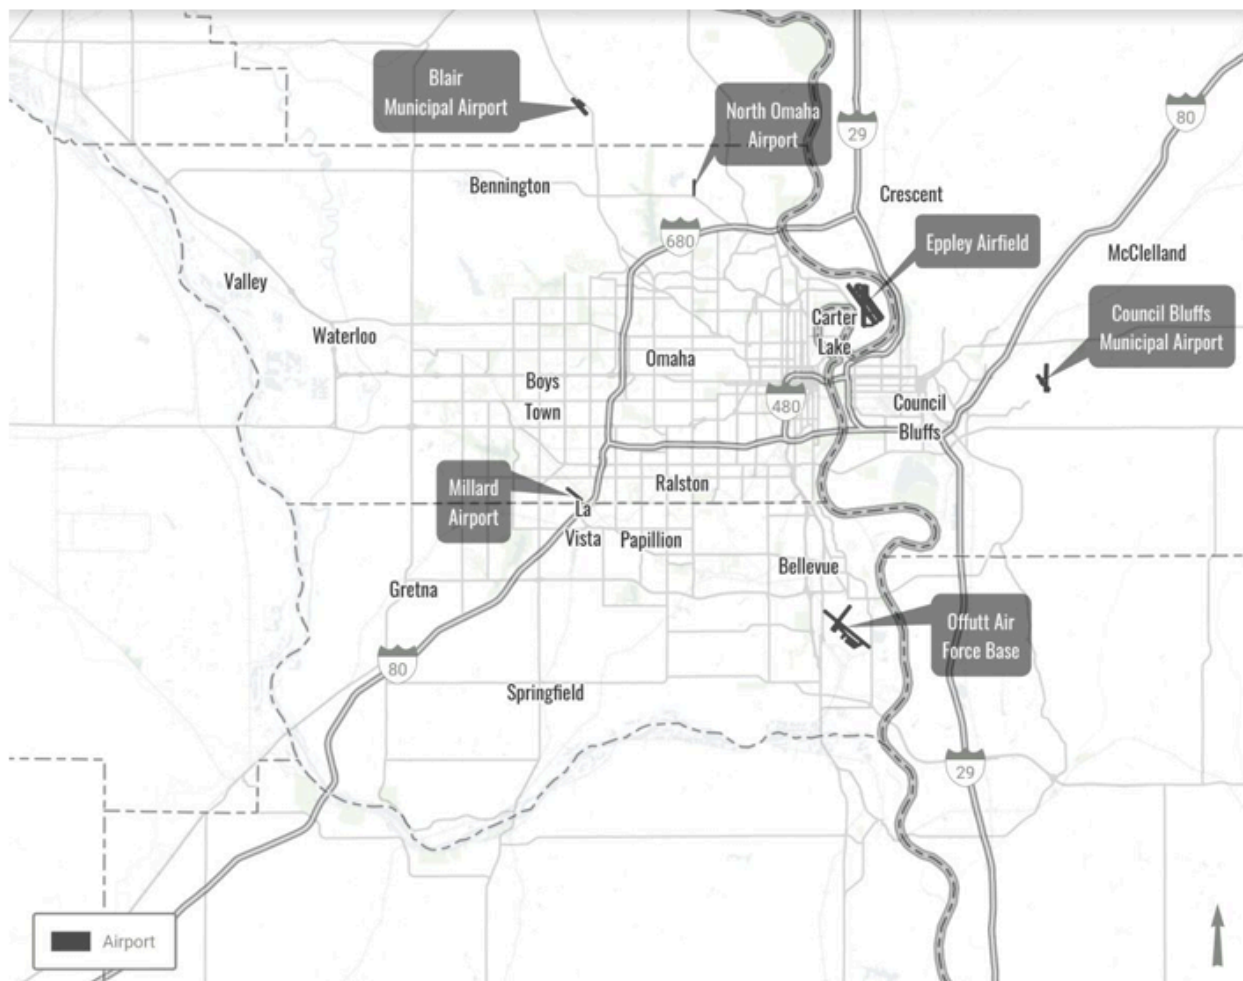 Blair
Municipal Airport
North Omaha
Airport
29
80
Bennington
Crescent
680
Eppley Airfield
McClelland
Valley
Carter
Lake
Council Bluffs
Municipal Airport
Waterloo
Omaha
Boys
Town
480
Council
Bluffs
Millard
Airport
Ralston
La
Vista
Papillion
Bellevue
Gretna
Offutt Air
Force Base
80
Springfield
29
Airport